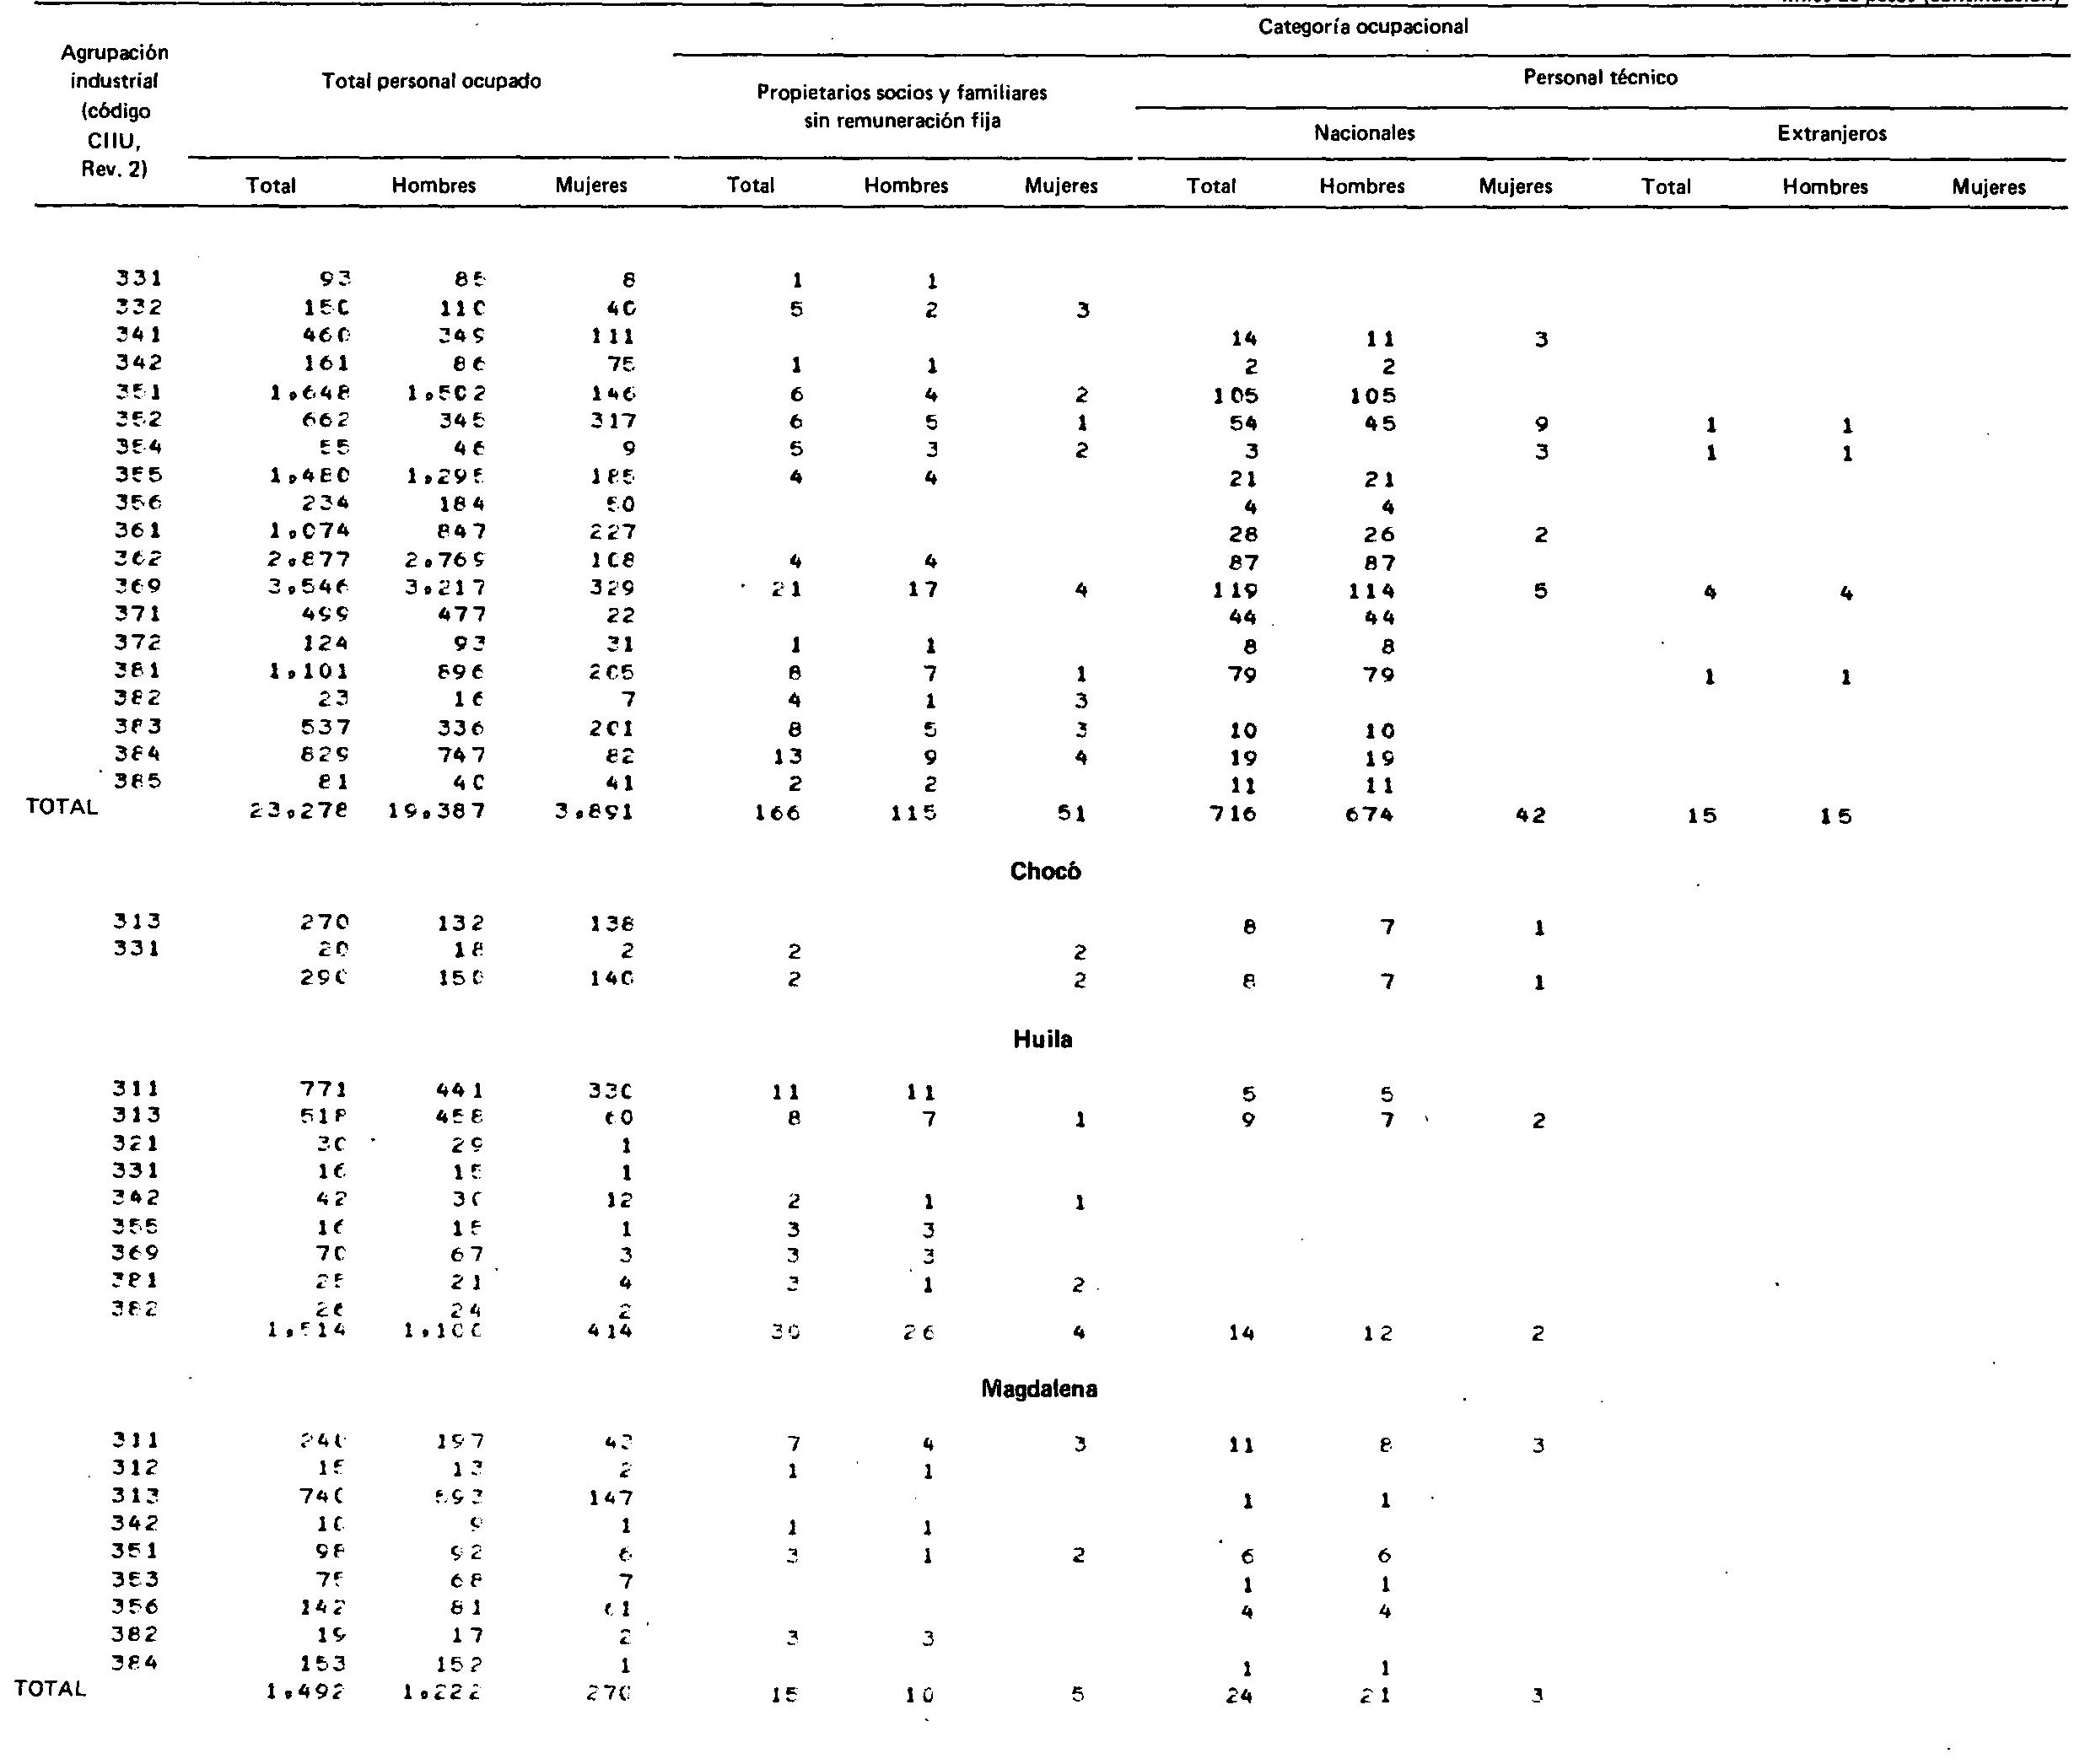 Categoría ocupacional
Agrupación industrial (código CIIU, Rev. 2) Total personal ocupado Propietarios socios y familiares sin remuneración fija Personal técnico
Nacionales Extranjeros
Total Hombres Mujeres Total Hombres Mujeres Total Hombres Mujeres Total Hombres Mujeres
331 93 85 8 1 1
332 150 110 40 5 2 3
341 460 349 111 14 11 3
342 161 86 75 1 1 2 2
351 1,648 1,502 146 6 4 2 105 105
352 662 345 317 6 5 1 54 45 9 1 1
354 55 46 9 5 3 2 3 3 1 1
355 1,480 1,295 185 4 4 21 21
356 234 184 50 4 4
361 1,074 847 227 28 26 2
362 2,877 2,769 108 4 4 87 87
369 3,546 3,217 329 21 17 4 119 114 5 4 4
371 499 477 22 44 44
372 124 93 31 1 1 8 8
381 1,101 896 205 8 7 1 79 79 1 1
382 23 16 7 4 1 3
383 537 336 201 8 5 3 10 10
384 829 747 82 13 9 4 19 19
385 81 40 41 2 2 11 11
TOTAL 23,278 19,387 3,891 166 115 51 716 674 42 15 15
Chocó
313 270 132 138 8 7 1
331 20 18 2 2 2
290 150 140 2 2 8 7 1
Huila
311 771 441 330 11 11 5 5
313 518 458 60 8 7 1 9 7 2
321 30 29 1
331 16 15 1
342 42 30 12 2 1 1
355 16 15 1 3 3
369 70 67 3 3 3
381 25 21 4 3 1 2
382 26 24 2
1,514 1,100 414 30 26 4 14 12 2
Magdalena
311 240 197 43 7 4 3 11 8 3
312 15 13 2 1 1
313 740 593 147 1 1
342 10 9 1 1 1
351 98 92 6 3 1 2 6 6
353 75 68 7 1 1
356 142 81 61 4 4
382 19 17 2 3 3
384 153 152 1 1 1
TOTAL 1,492 1,222 270 15 10 5 24 21 3